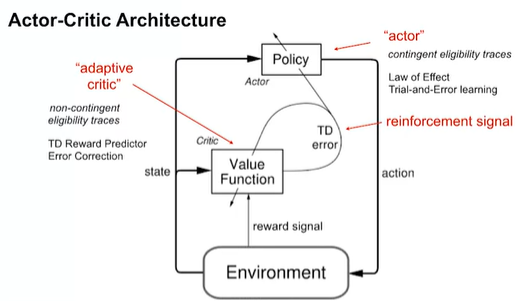 Actor-Critic Architecture
“actor”
contingent eligibility traces
Law of Effect
Trial-and-Error learning
Policy
Actor
“adaptive
critic”
non-contingent
eligibility traces
TD Reward Predictor
Error Correction
reinforcement signal
TD
error
Critic
Value
Function
state
action
reward signal
Environment